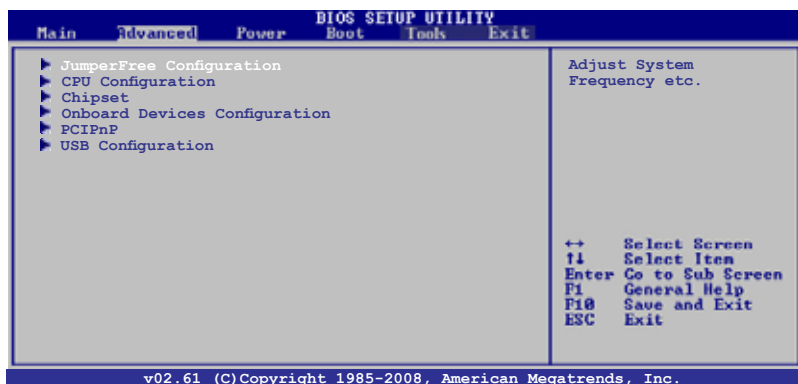 BIOS SETUP UTILITY
Main Advanced Power Boot Tools Exit
JumperFree Configuration
CPU Configuration
Chipset
Onboard Devices Configuration
PCIPnP
USB Configuration
Adjust System
Frequency etc.
↔ Select Screen
↑↓ Select Item
Enter Go to Sub Screen
F1 General Help
F10 Save and Exit
ESC Exit
v02.61 (C)Copyright 1985-2008, American Megatrends, Inc.